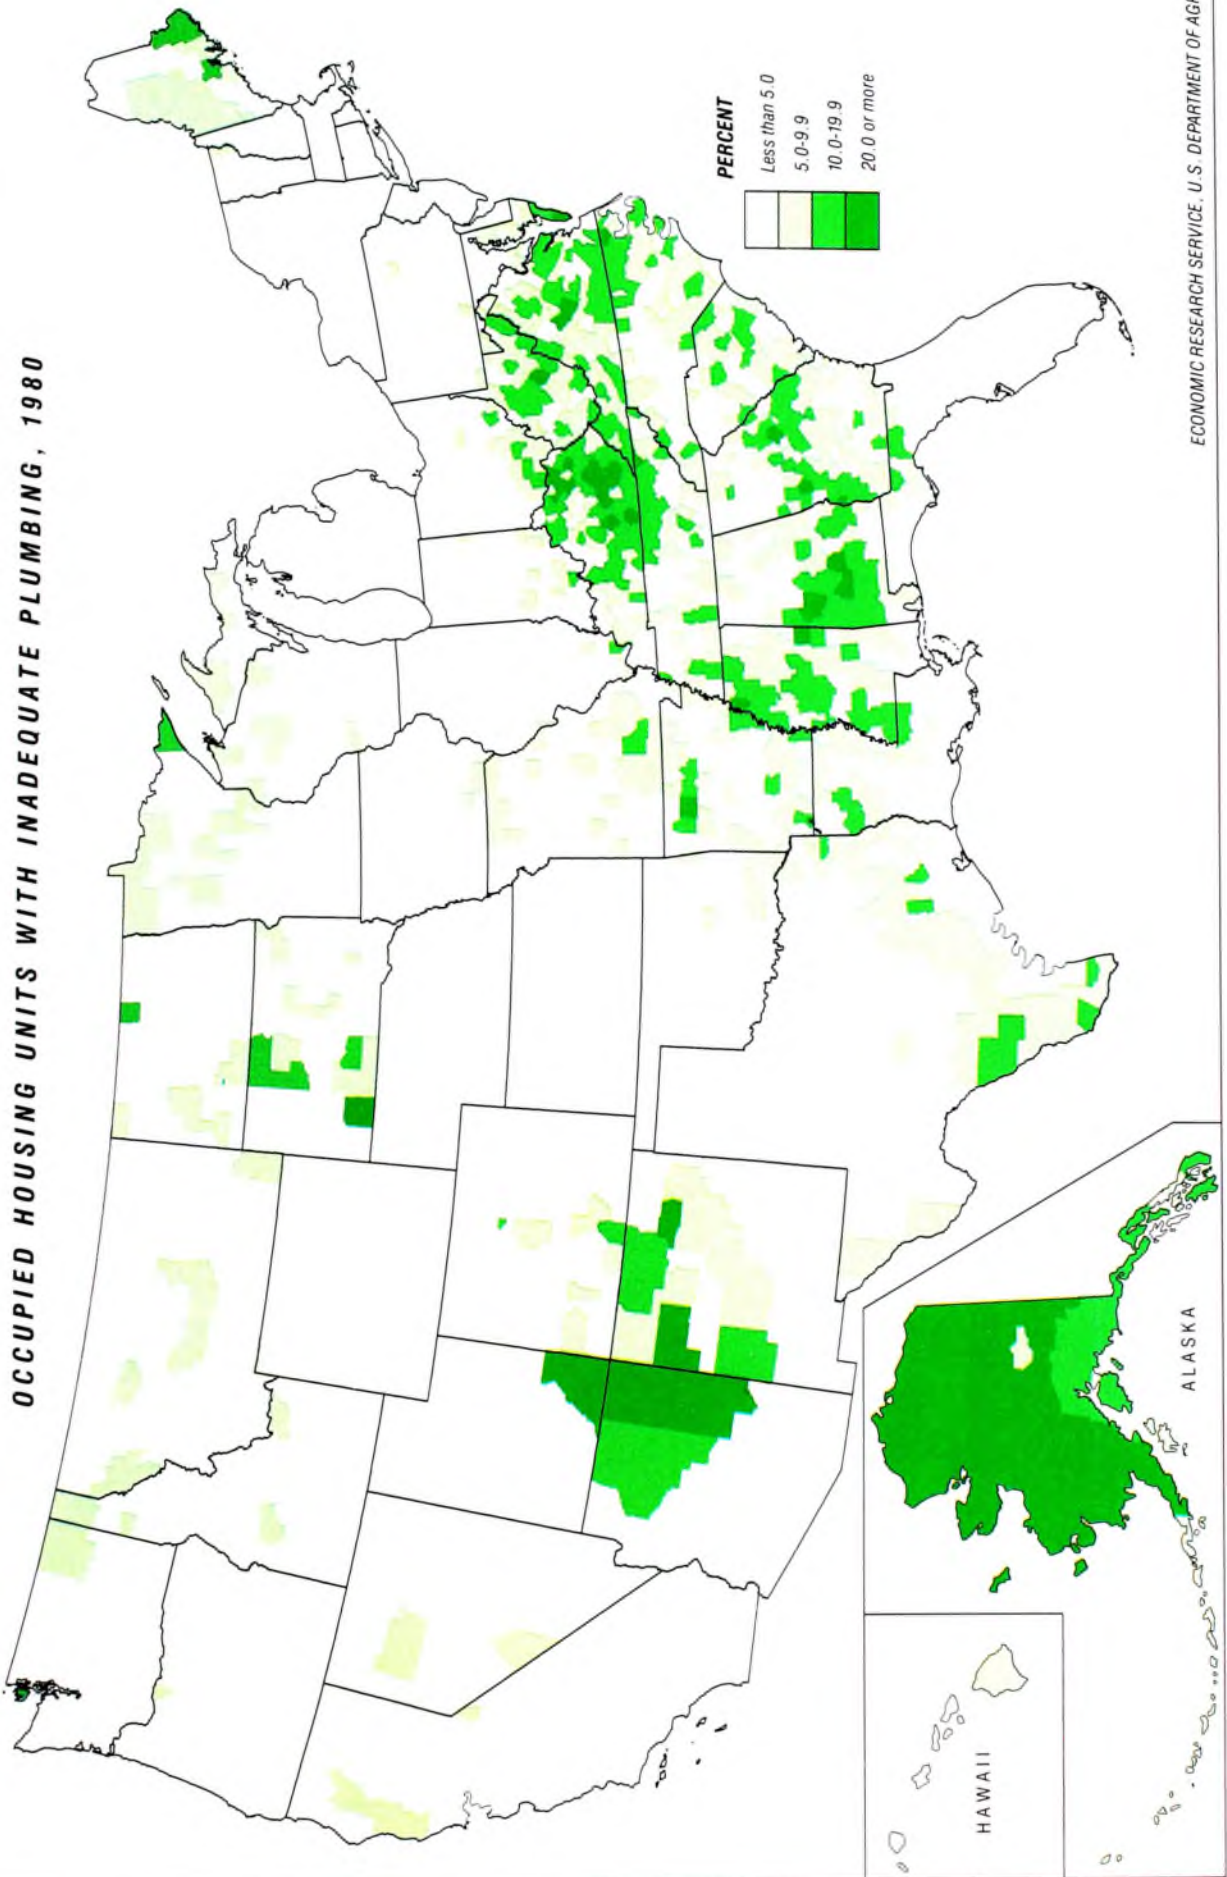 OCCUPIED HOUSING UNITS WITH INADEQUATE PLUMBING, 1980
PERCENT
Less than 5.0
5.0-9.9
10.0-19.9
20.0 or more
HAWAII
ALASKA
ECONOMIC RESEARCH SERVICE, U.S. DEPARTMENT OF